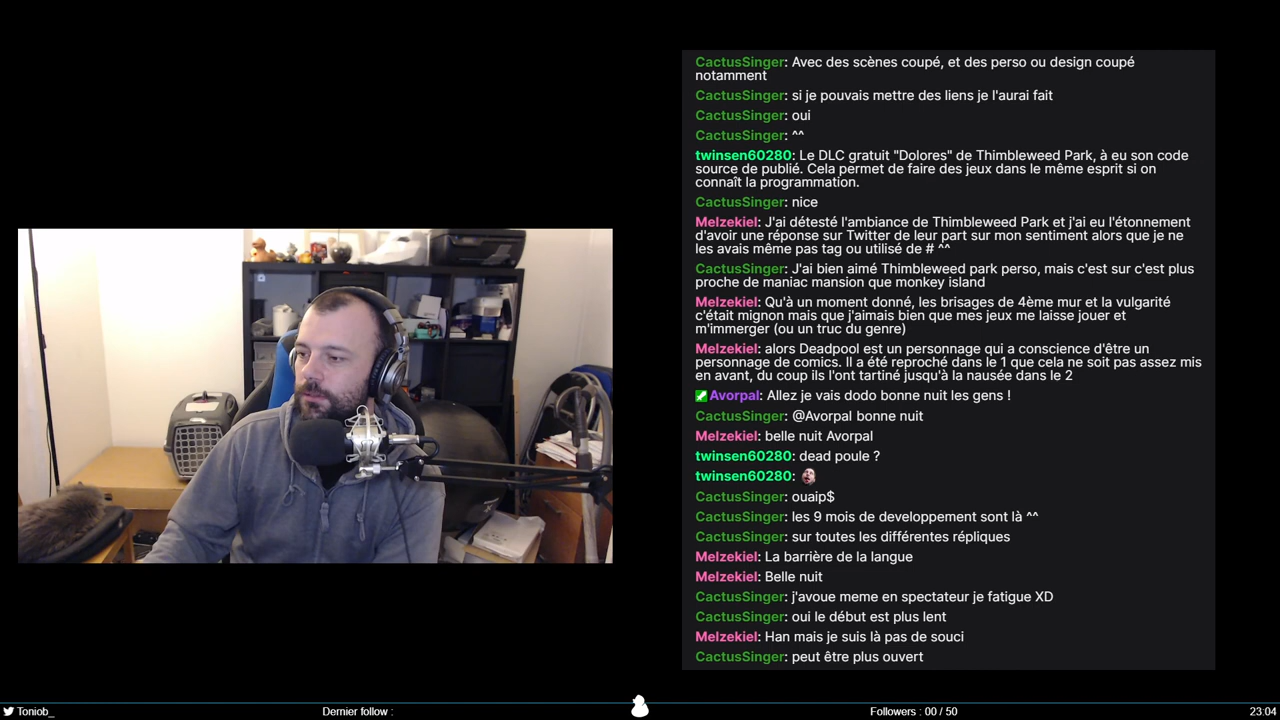 CactusSinger: Avec des scènes coupé, et des perso ou design coupé
notamment
CactusSinger: si je pouvais mettre des liens je l'aurai fait
CactusSinger: oui
CactusSinger: ^^
twinsen60280: Le DLC gratuit "Dolores" de Thimbleweed Park, à eu son code
source de publié. Cela permet de faire des jeux dans le même esprit si on
connaît la programmation.
CactusSinger: nice
Melzekiel: J'ai détesté l'ambiance de Thimbleweed Park et j'ai eu l'étonnement
d'avoir une réponse sur Twitter de leur part sur mon sentiment alors que je ne
les avais même pas tag ou utilisé de # ^^
CactusSinger: J'ai bien aimé Thimbleweed park perso, mais c'est sur c'est plus
proche de maniac mansion que monkey island
Melzekiel: Qu'à un moment donné, les brisages de 4ème mur et la vulgarité
c'était mignon mais que j'aimais bien que mes jeux me laisse jouer et
m'immerger (ou un truc du genre)
Melzekiel: alors Deadpool est un personnage qui a conscience d'être un
personnage de comics. Il a été reproché dans le 1 que cela ne soit pas assez mis
en avant, du coup ils l'ont tartiné jusqu'à la nausée dans le 2
Avorpal: Allez je vais dodo bonne nuit les gens !
CactusSinger: @Avorpal bonne nuit
Melzekiel: belle nuit Avorpal
twinsen60280: dead poule ?
twinsen60280:
CactusSinger: ouaip$
CactusSinger: les 9 mois de developpement sont là ^^
CactusSinger: sur toutes les différentes répliques
Melzekiel: La barrière de la langue
Melzekiel: Belle nuit
CactusSinger: j'avoue meme en spectateur je fatigue XD
CactusSinger: oui le début est plus lent
Melzekiel: Han mais je suis là pas de souci
CactusSinger: peut être plus ouvert
Toniob_ Dernier follow : Followers : 00 / 50 23:04